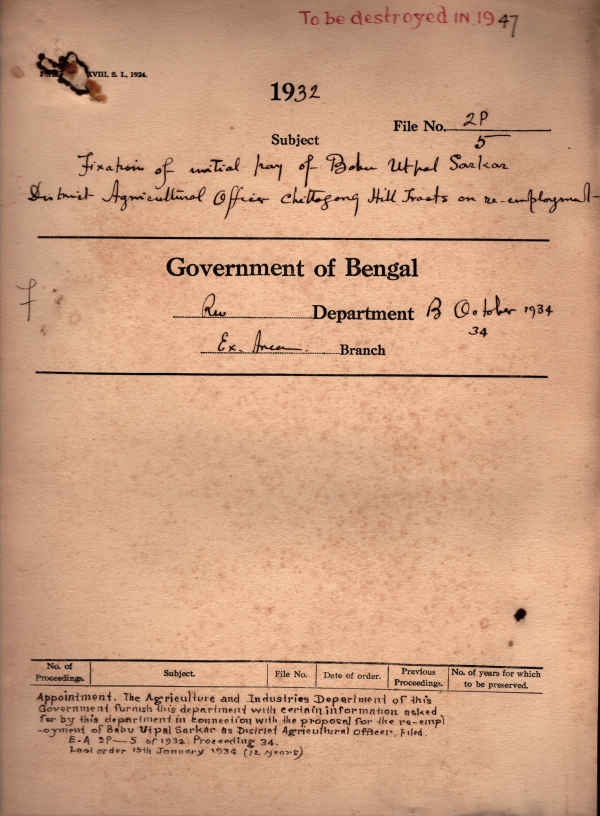 To be destroyed IN 1947
XVIII, S. I., 1924.
1932
File No. 2P
5
Subject
Fixation of initial pay of Babu Utpal Sarkar
District Agricultural Officer Chittagong Hill Tracts on re-employment
Government of Bengal
Rev Department B October 1934
34
Ex. Area Branch
No. of Proceedings. Subject. File No. Date of order. Previous Proceedings. No. of years for which to be preserved.
Appointment. The Agriculture and Industries Department of this
Government furnish this department with certain information asked
for by this department in connection with the proposal for the re-empl
-oyment of Babu Utpal Sarkar as District Agricultural Officer, Filed.
E.A 2P—5 of 1932 Proceeding 34.
Last order 15th January 1934 (12 years)